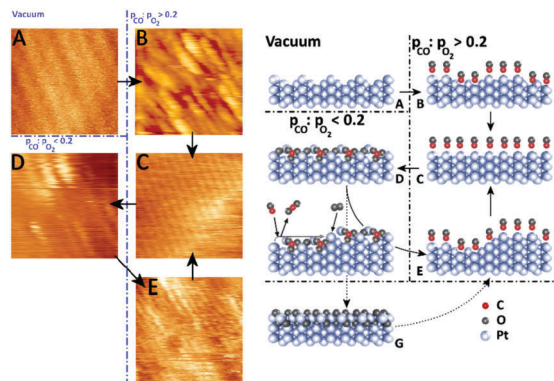 Vacuum
pCO: pO2 > 0.2
A
B
pCO: pO2 < 0.2
D
C
E
Vacuum
pCO: pO2 > 0.2
A
B
pCO: pO2 < 0.2
D
C
E
G
C
O
Pt